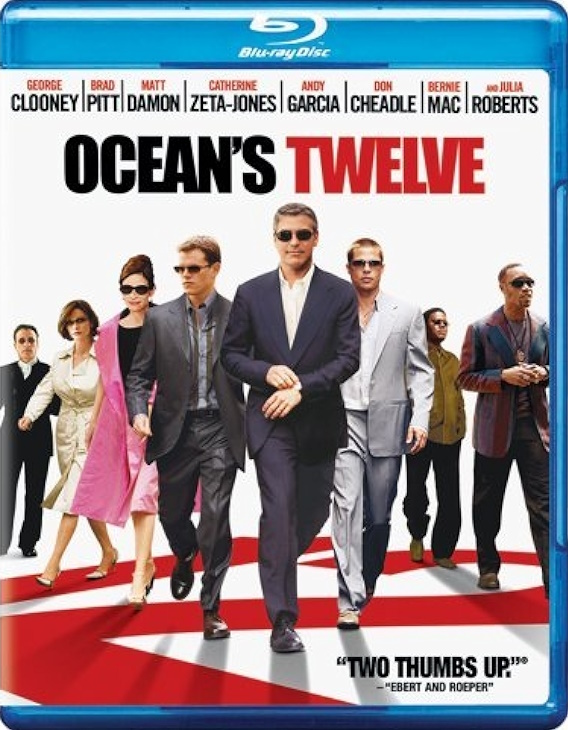 Blu-ray Disc
GEORGE CLOONEY | BRAD PITT | MATT DAMON | CATHERINE ZETA-JONES | ANDY GARCIA | DON CHEADLE | BERNIE MAC | AND JULIA ROBERTS
OCEAN'S TWELVE
"TWO THUMBS UP."®
–"EBERT AND ROEPER"